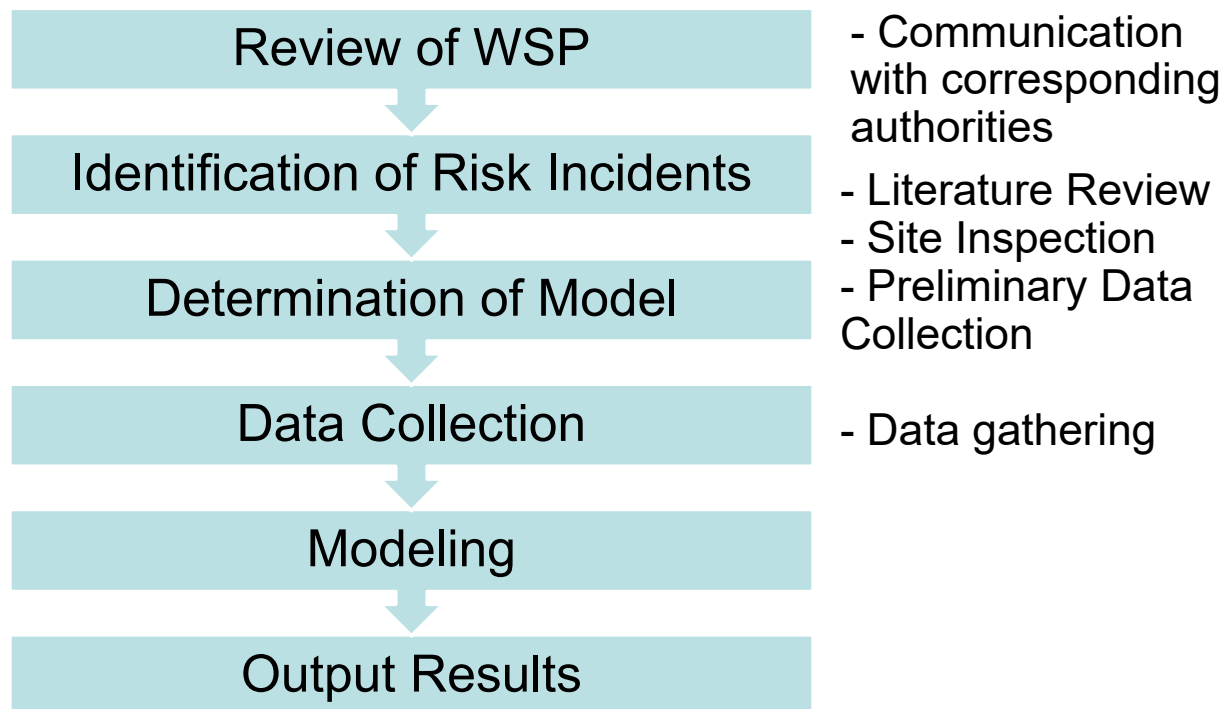 Review of WSP
- Communication
with corresponding
authorities
Identification of Risk Incidents
- Literature Review
- Site Inspection
- Preliminary Data
Collection
Determination of Model
Data Collection
- Data gathering
Modeling
Output Results